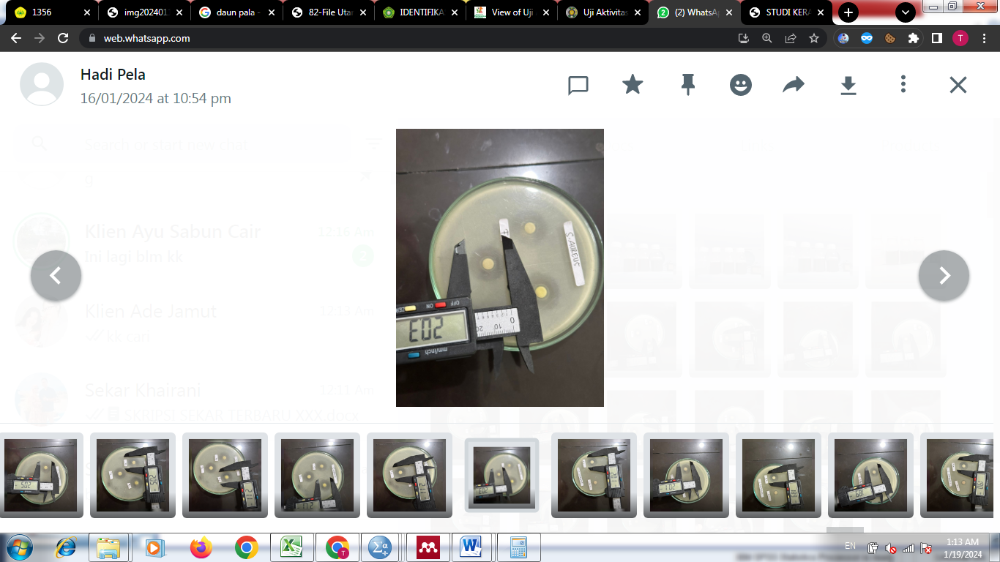 1356
img202401
daun pala -
82-File Utar
IDENTIFIKA
View of Uji
Uji Aktivitas
(2) WhatsA
STUDI KERA
web.whatsapp.com
T
Hadi Pela
16/01/2024 at 10:54 pm
Search or start new chat
g
Klien Ayu Sabun Cair
12:16 Am
Ini lagi blm kk
2
Klien Ade Jamut
12:13 Am
kk can
Sekar Khairani
12:11 Am
SKRIPSI SEKAR TERBARU XXX.docx
S. AUREUS
OFF
ON
ZERO
203
mm/inch
0
10
20
EN
1:13 AM
1/19/2024